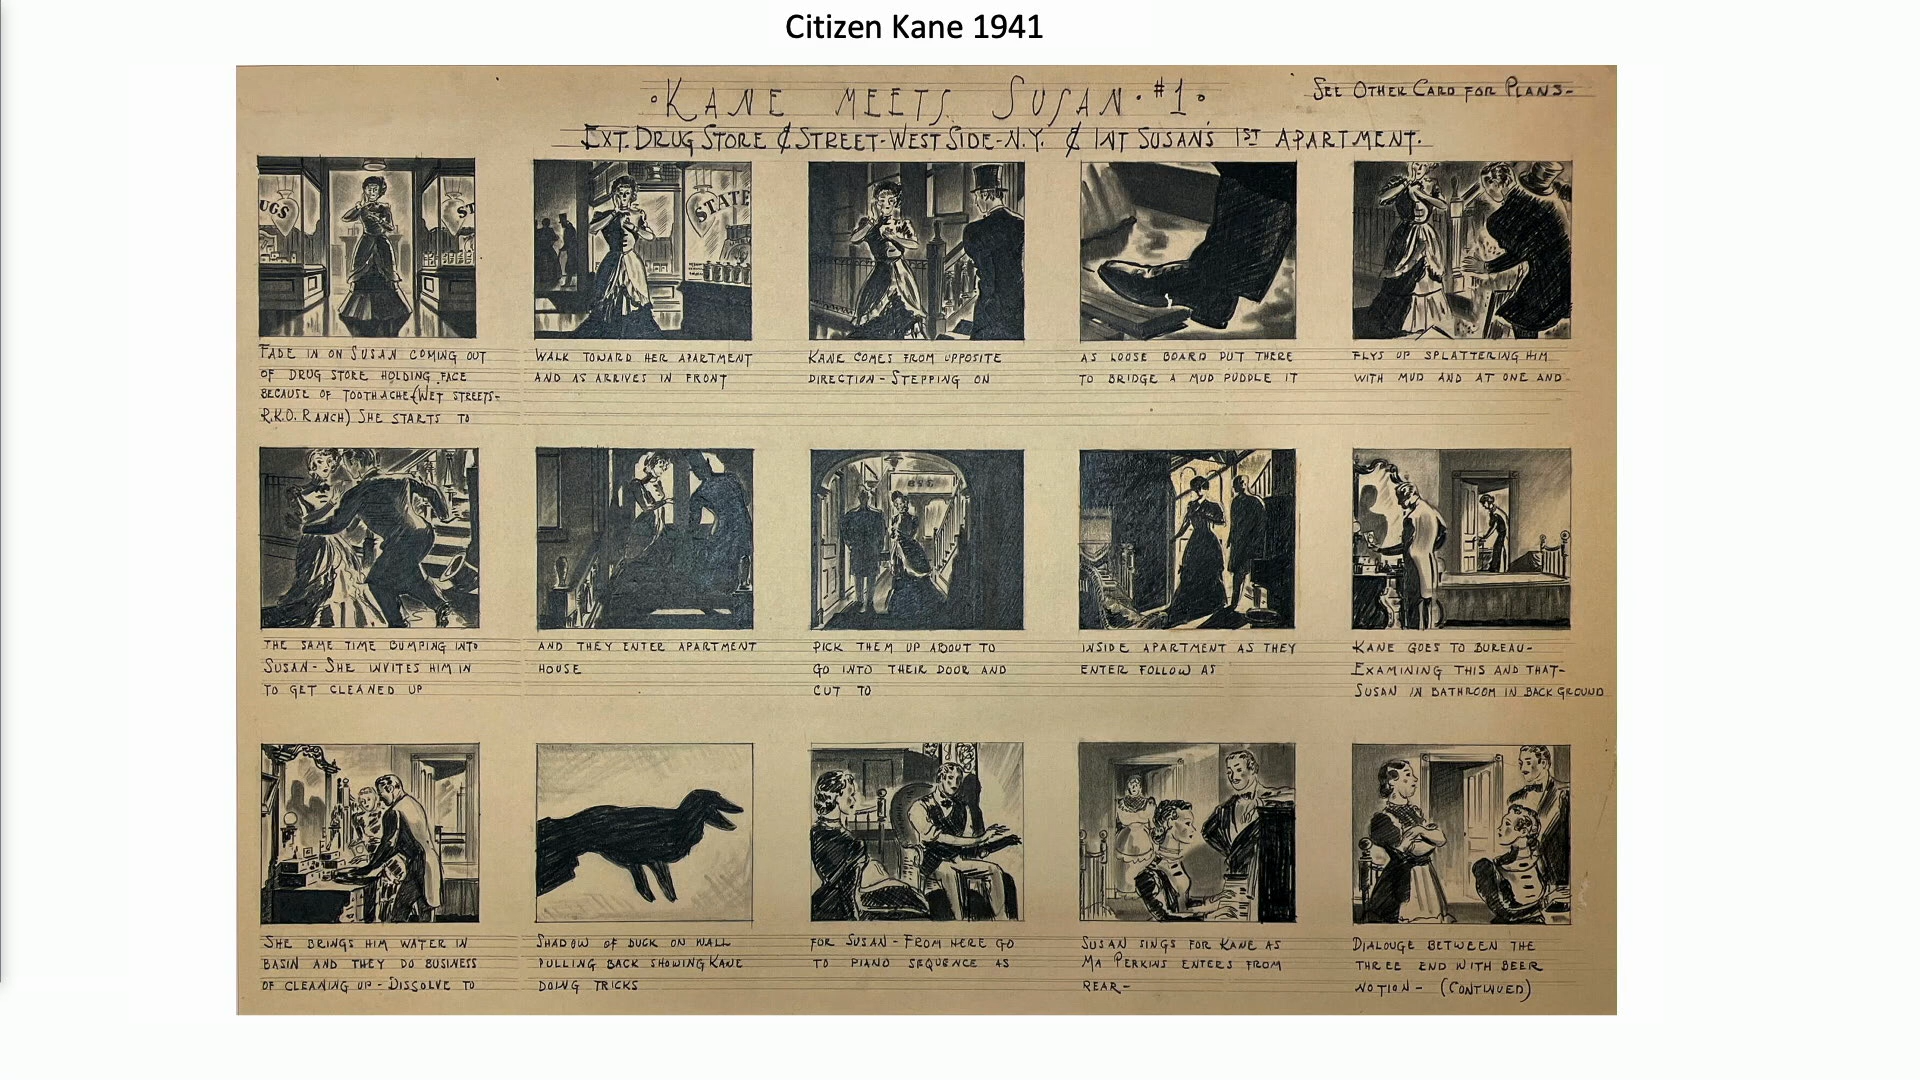 Citizen Kane 1941
·KANE MEETS SUSAN· #1·
SEE OTHER CARD FOR PLANS-
EXT. DRUG STORE & STREET-WEST SIDE-N.Y. & INT SUSAN'S 1ST APARTMENT.
UGS
ST
STATE
FADE IN ON SUSAN COMING OUT
OF DRUG STORE HOLDING FACE
BECAUSE OF TOOTHACHE (WET STREETS-
R.K.O. RANCH) SHE STARTS TO
WALK TOWARD HER APARTMENT
AND AS ARRIVES IN FRONT
KANE COMES FROM OPPOSITE
DIRECTION - STEPPING ON
AS LOOSE BOARD PUT THERE
TO BRIDGE A MUD PUDDLE IT
FLYS UP SPLATTERING HIM
WITH MUD AND AT ONE AND-
THE SAME TIME BUMPING INTO
SUSAN - SHE INVITES HIM IN
TO GET CLEANED UP
AND THEY ENTER APARTMENT
HOUSE
PICK THEM UP ABOUT TO
GO INTO THEIR DOOR AND
CUT TO
INSIDE APARTMENT AS THEY
ENTER FOLLOW AS
KANE GOES TO BUREAU-
EXAMINING THIS AND THAT-
SUSAN IN BATHROOM IN BACK GROUND
SHE BRINGS HIM WATER IN
BASIN AND THEY DO BUSINESS
OF CLEANING UP - DISSOLVE TO
SHADOW OF DUCK ON WALL
PULLING BACK SHOWING KANE
DOING TRICKS
FOR SUSAN - FROM HERE GO
TO PIANO SEQUENCE AS
SUSAN SINGS FOR KANE AS
MA PERKINS ENTERS FROM
REAR-
DIALOUGE BETWEEN THE
THREE END WITH BEER
NOTION - (CONTINUED)